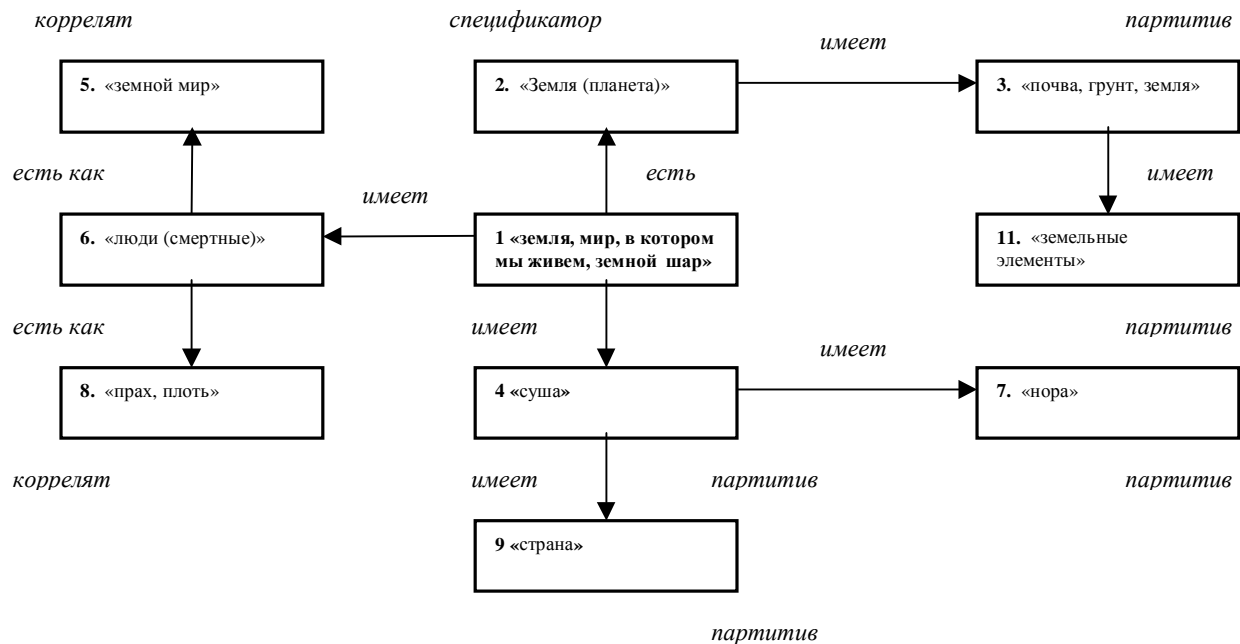 коррелят спецификатор партитив
имеет
5. «земной мир» 2. «Земля (планета)» 3. «почва, грунт, земля»
есть как имеет есть имеет
6. «люди (смертные)» 1 «земля, мир, в котором мы живем, земной шар» 11. «земельные элементы»
есть как имеет имеет партитив
8. «прах, плоть» 4 «суша» 7. «нора»
коррелят имеет партитив партитив
9 «страна»
партитив